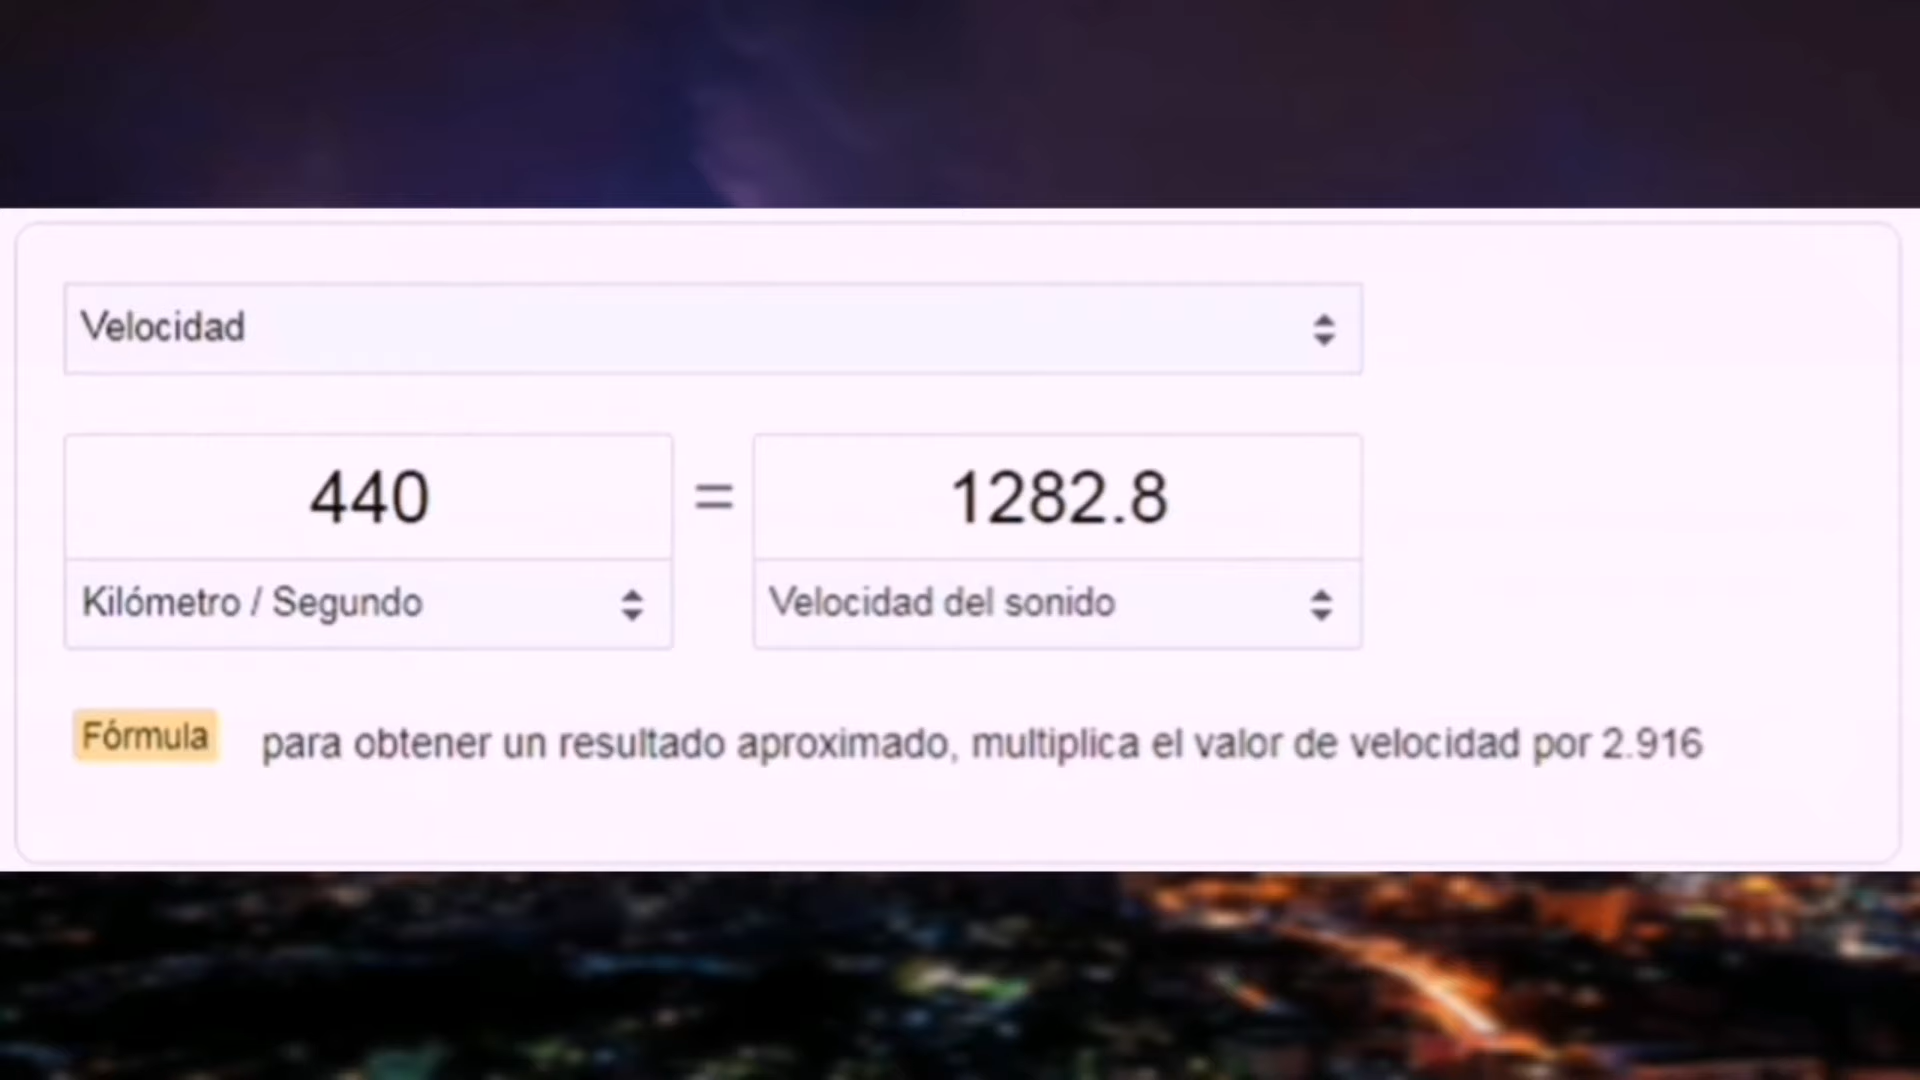 Velocidad
440 = 1282.8
Kilómetro / Segundo Velocidad del sonido
Fórmula para obtener un resultado aproximado, multiplica el valor de velocidad por 2.916